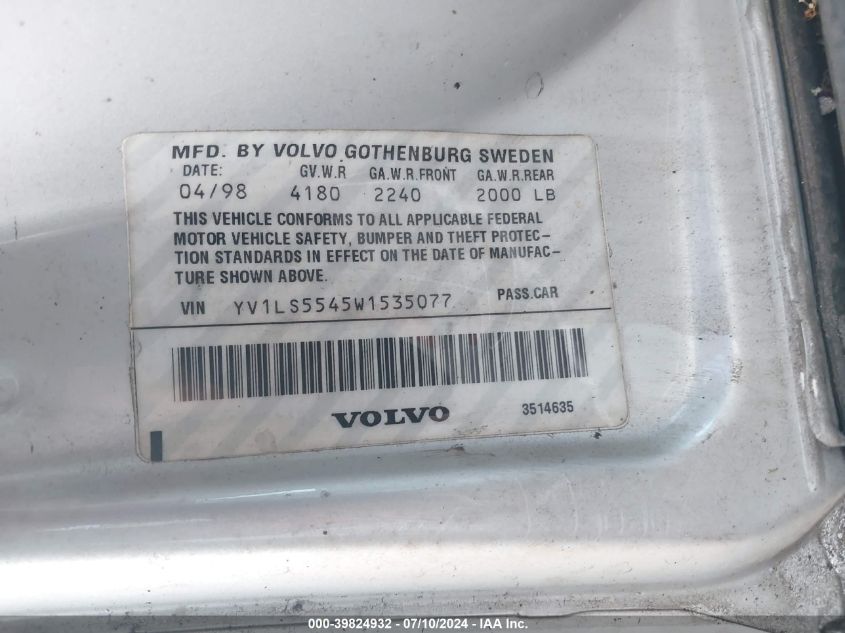 MFD. BY VOLVO GOTHENBURG SWEDEN
DATE: GV.W.R GA.W.R.FRONT GA.W.R.REAR
04/98 4180 2240 2000 LB
THIS VEHICLE CONFORMS TO ALL APPLICABLE FEDERAL
MOTOR VEHICLE SAFETY, BUMPER AND THEFT PROTEC-
TION STANDARDS IN EFFECT ON THE DATE OF MANUFAC-
TURE SHOWN ABOVE.
VIN YV1LS5545W1535077 PASS.CAR
VOLVO 3514635
000-39824932 - 07/10/2024 - IAA Inc.